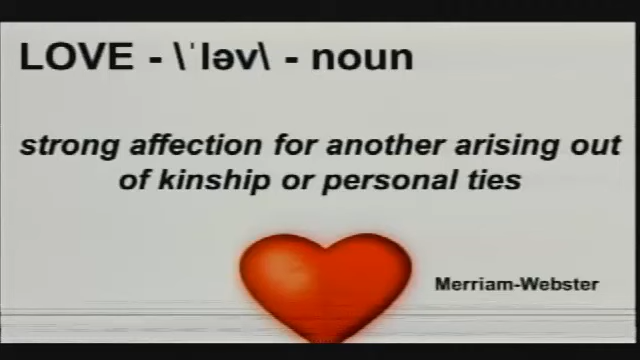 LOVE - \ˈləv\ - noun
strong affection for another arising out
of kinship or personal ties
Merriam-Webster